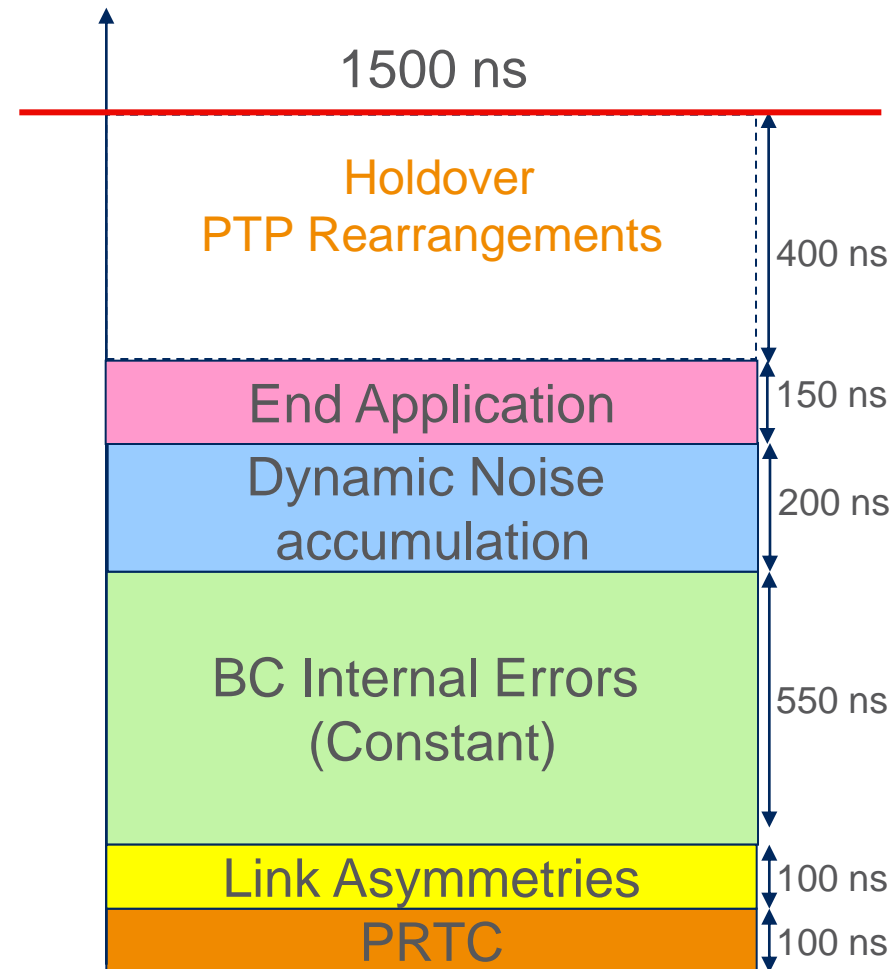 1500 ns
Holdover
PTP Rearrangements
400 ns
End Application
150 ns
Dynamic Noise
accumulation
200 ns
BC Internal Errors
(Constant)
550 ns
Link Asymmetries
100 ns
PRTC
100 ns